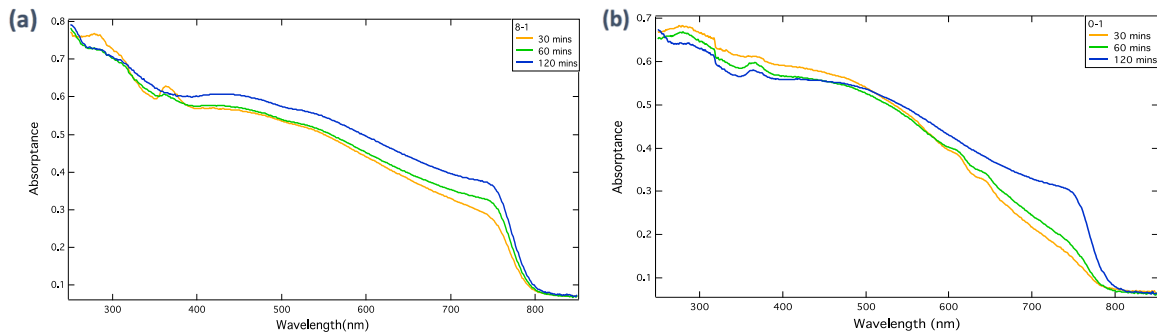 (a)
0.8
0.7
0.6
0.5
0.4
0.3
0.2
0.1
Absorptance
300 400 500 600 700 800
Wavelength(nm)
8-1
30 mins
60 mins
120 mins
(b)
0.7
0.6
0.5
0.4
0.3
0.2
0.1
Absorptance
300 400 500 600 700 800
Wavelength (nm)
0-1
30 mins
60 mins
120 mins